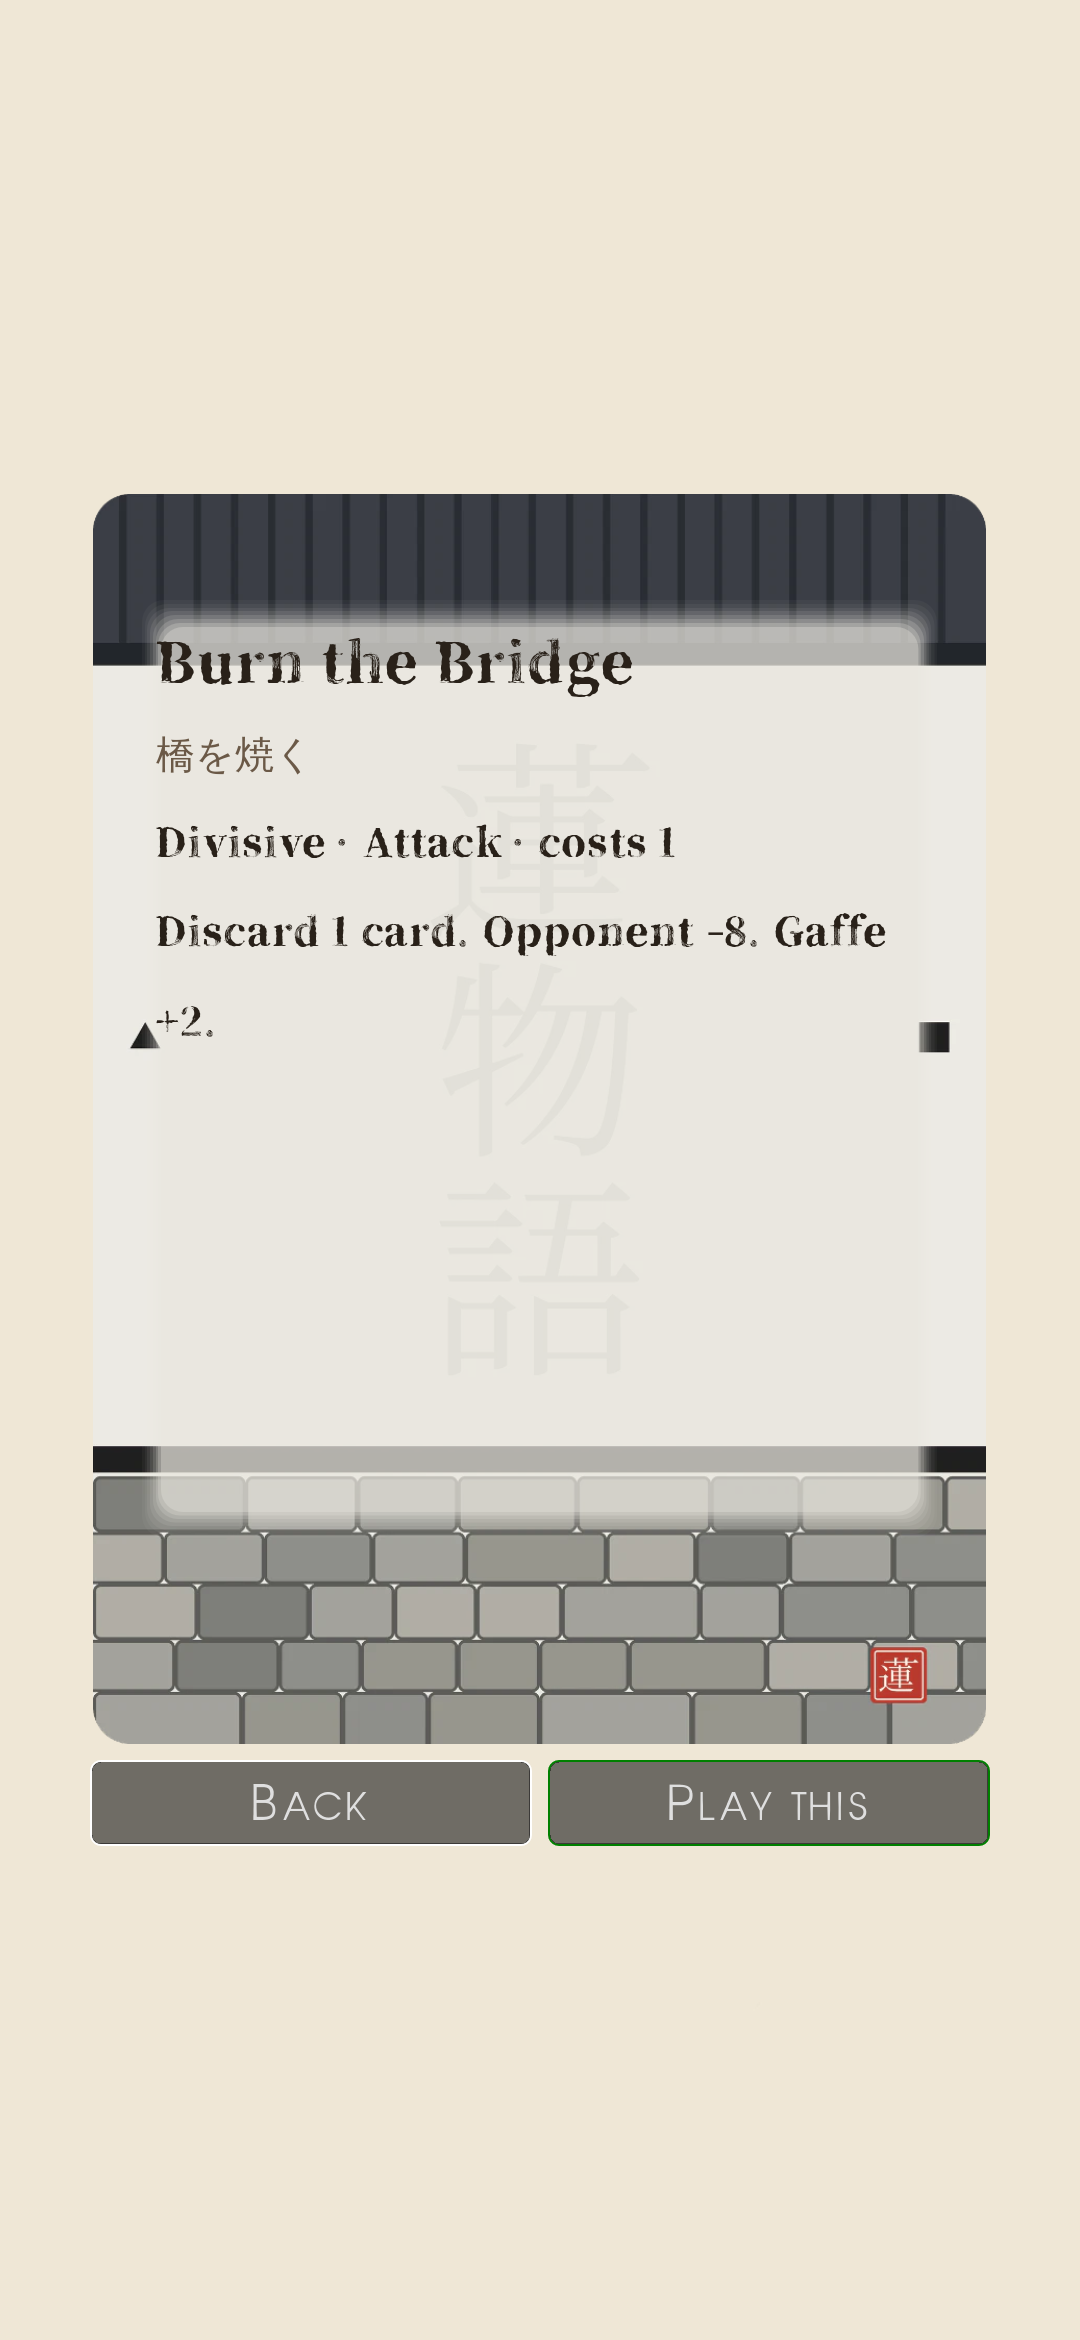 Burn the Bridge
橋を焼く
Divisive · Attack · costs 1
Discard 1 card. Opponent -8. Gaffe
+2.
蓮
物
語
蓮
BACK
PLAY THIS